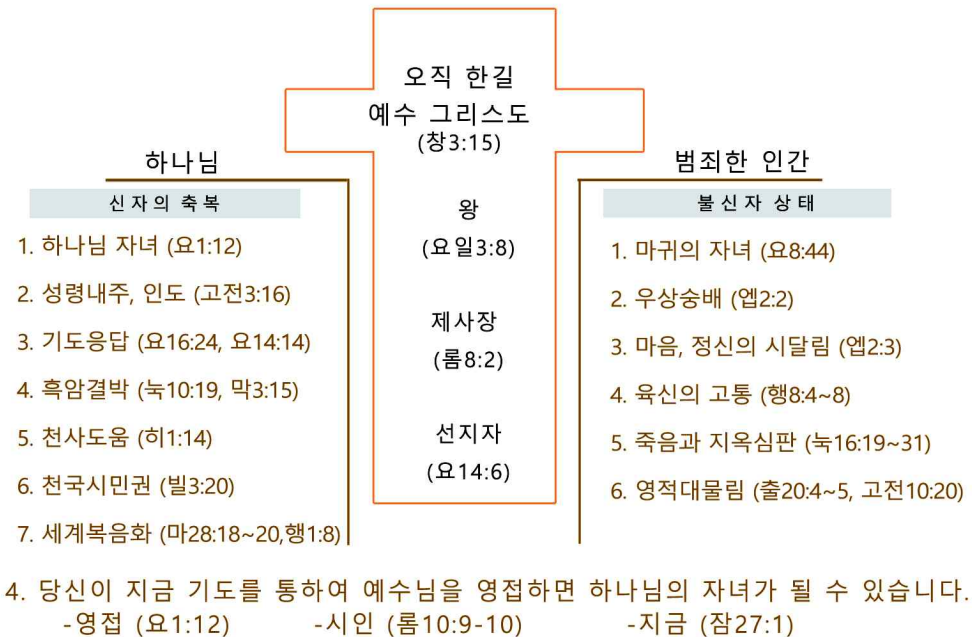 오직 한길
예수 그리스도
(창3:15)
왕
(요일3:8)
제사장
(롬8:2)
선지자
(요14:6)
하나님
신자의 축복
1. 하나님 자녀 (요1:12)
2. 성령내주, 인도 (고전3:16)
3. 기도응답 (요16:24, 요14:14)
4. 흑암결박 (눅10:19, 막3:15)
5. 천사도움 (히1:14)
6. 천국시민권 (빌3:20)
7. 세계복음화 (마28:18~20,행1:8)
범죄한 인간
불신자 상태
1. 마귀의 자녀 (요8:44)
2. 우상숭배 (엡2:2)
3. 마음, 정신의 시달림 (엡2:3)
4. 육신의 고통 (행8:4~8)
5. 죽음과 지옥심판 (눅16:19~31)
6. 영적대물림 (출20:4~5, 고전10:20)
4. 당신이 지금 기도를 통하여 예수님을 영접하면 하나님의 자녀가 될 수 있습니다.
-영접 (요1:12) -시인 (롬10:9-10) -지금 (잠27:1)